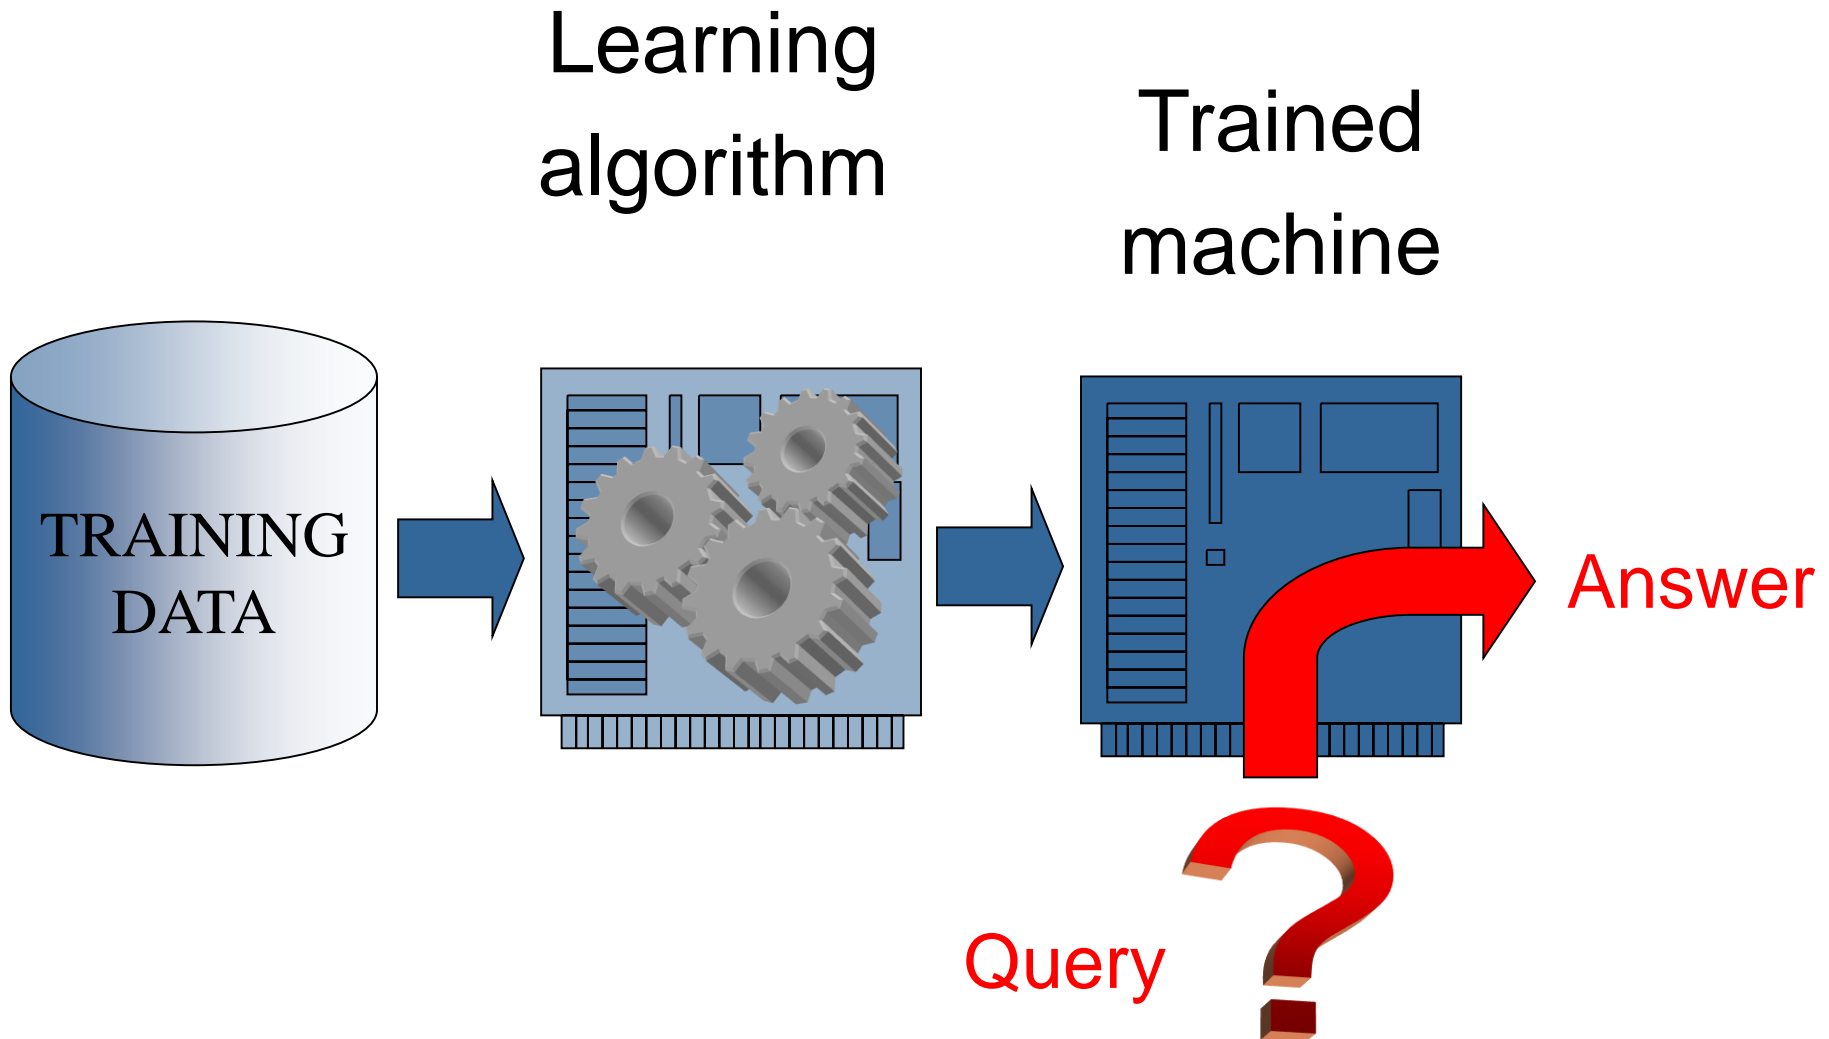 Learning
algorithm
Trained
machine
TRAINING
DATA
Answer
Query
?